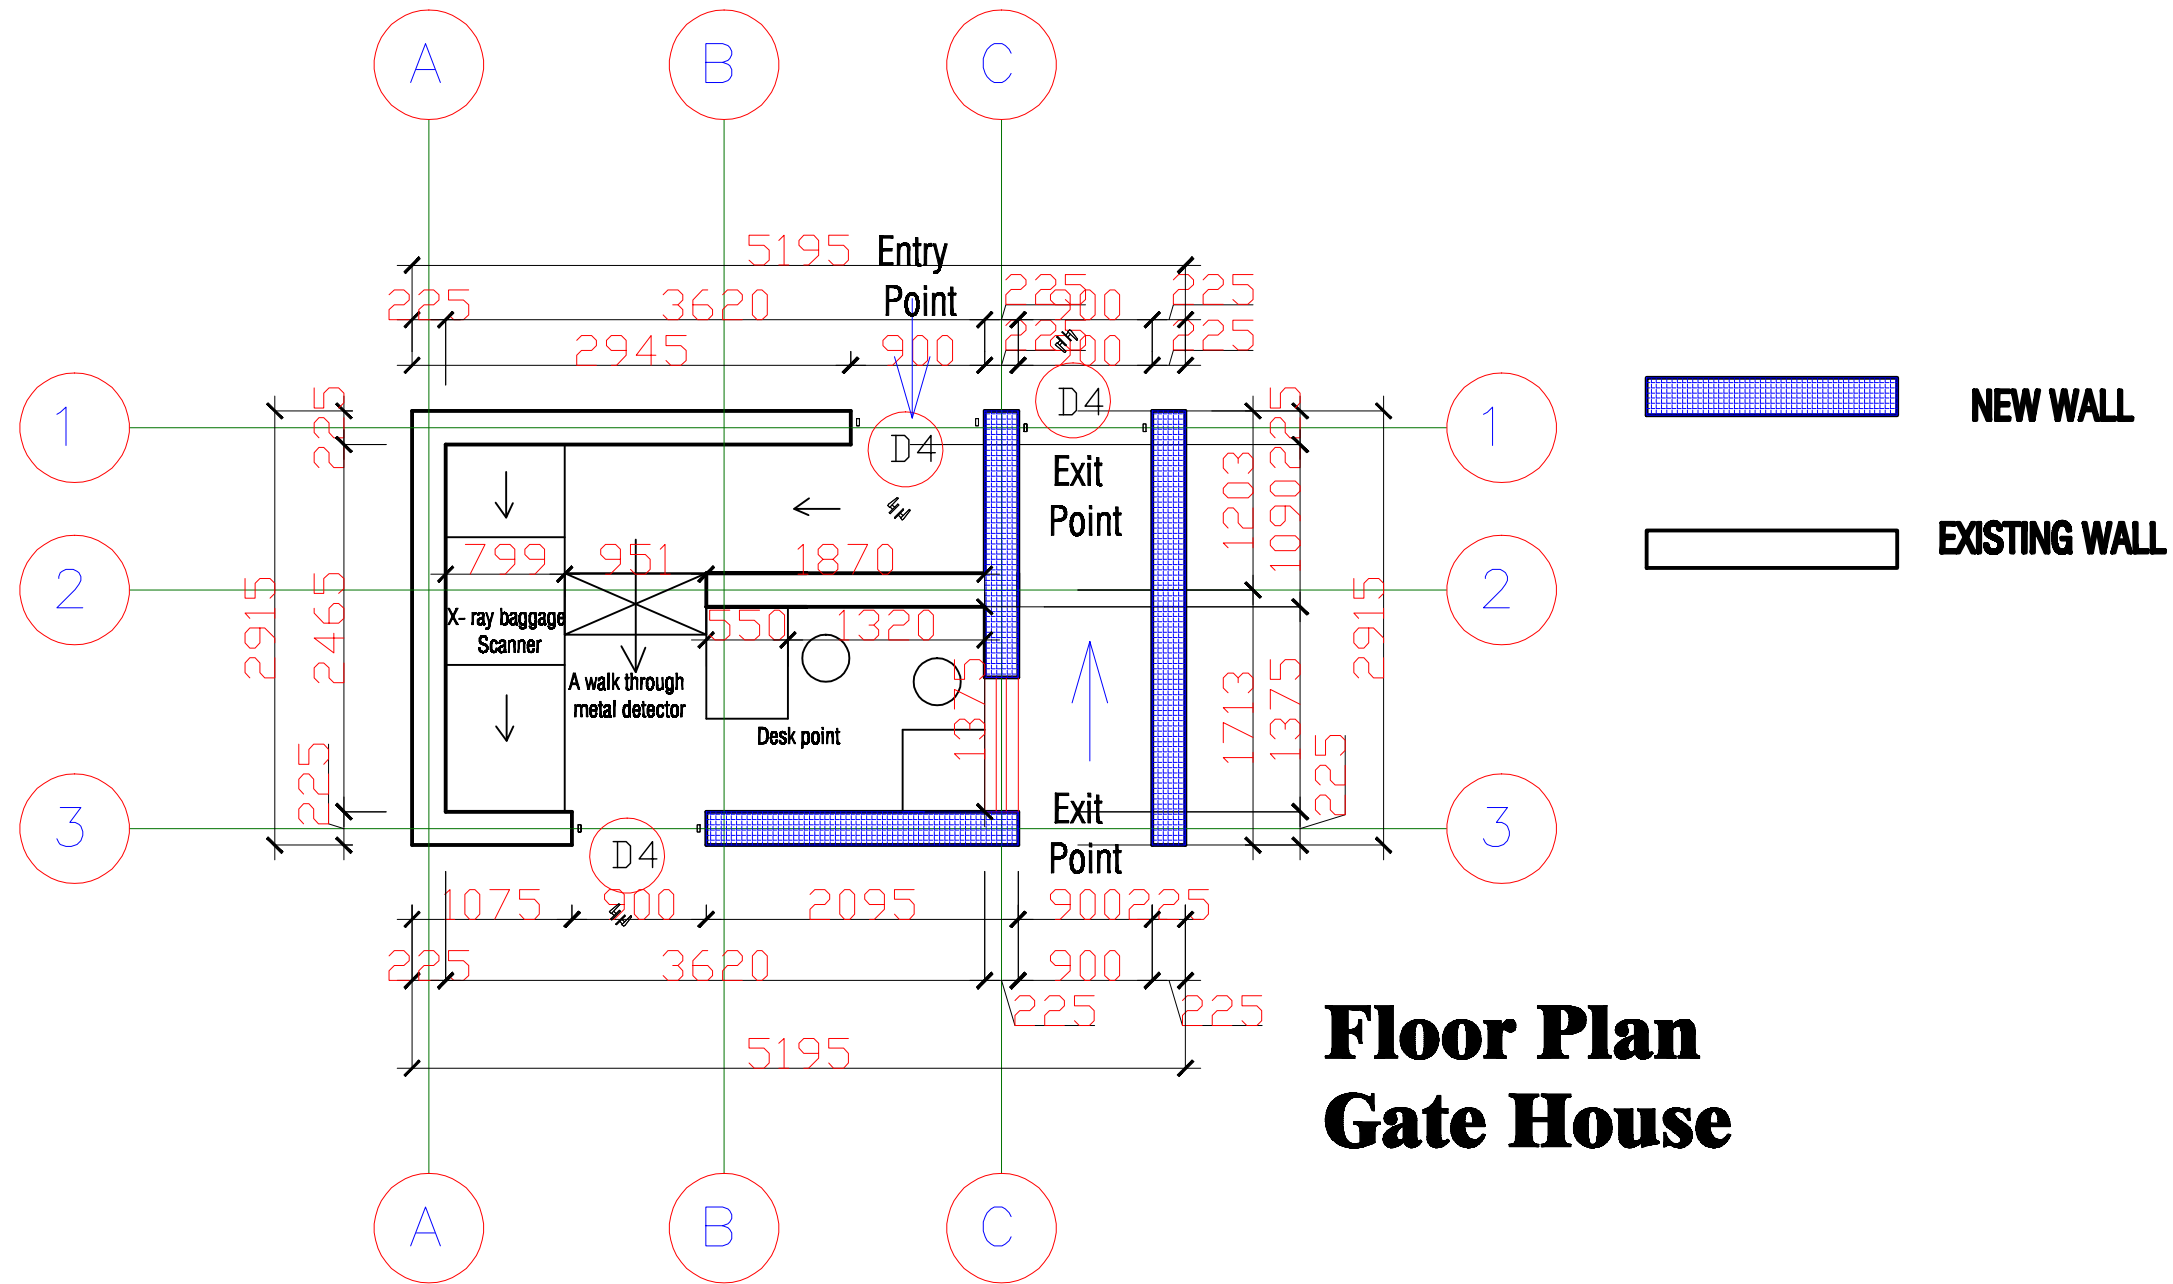 A B C
5195 Entry
Point
225 3620 225 900 225
2945 900 225 900 225
D4
1 1
225 D4 225
NEW WALL
Exit
Point
1203 1090
EXISTING WALL
799 951 1870
2 2
2915 2465 2915
X- ray baggage
Scanner
550 1320
A walk through
metal detector
1375 1713 1375
Desk point
225 225
Exit
Point
3 3
D4
1075 900 2095 900 225
225 3620 900
225 225
5195
Floor Plan
Gate House
A B C